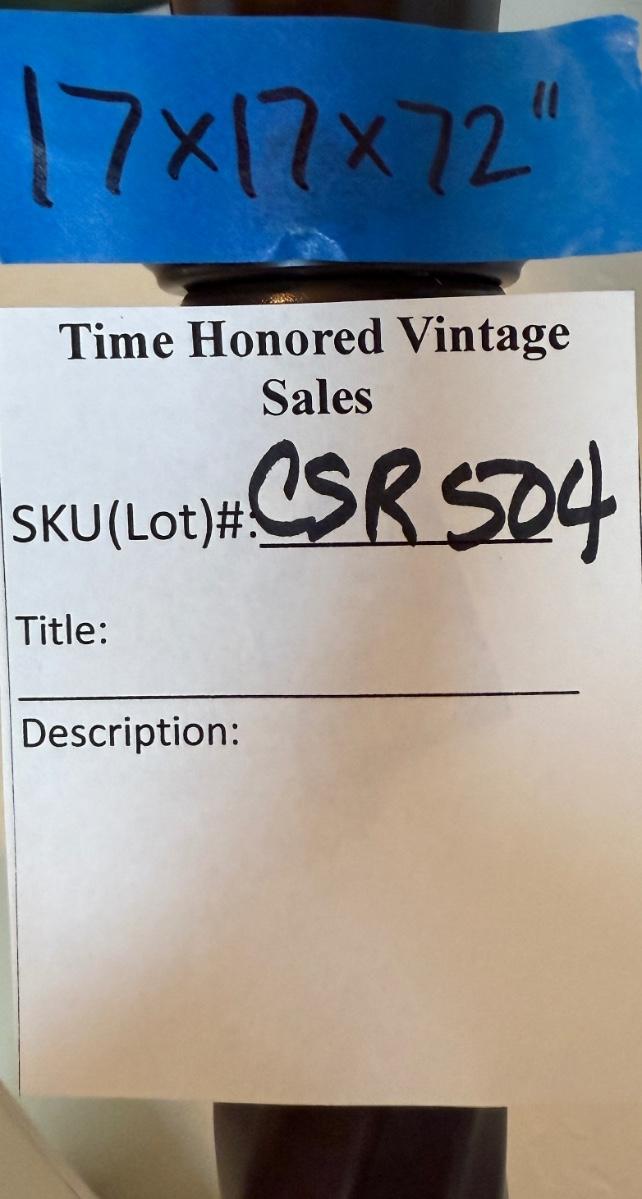 17x17x72"
Time Honored Vintage
Sales
SKU(Lot)#: CSR 504
Title:
Description: